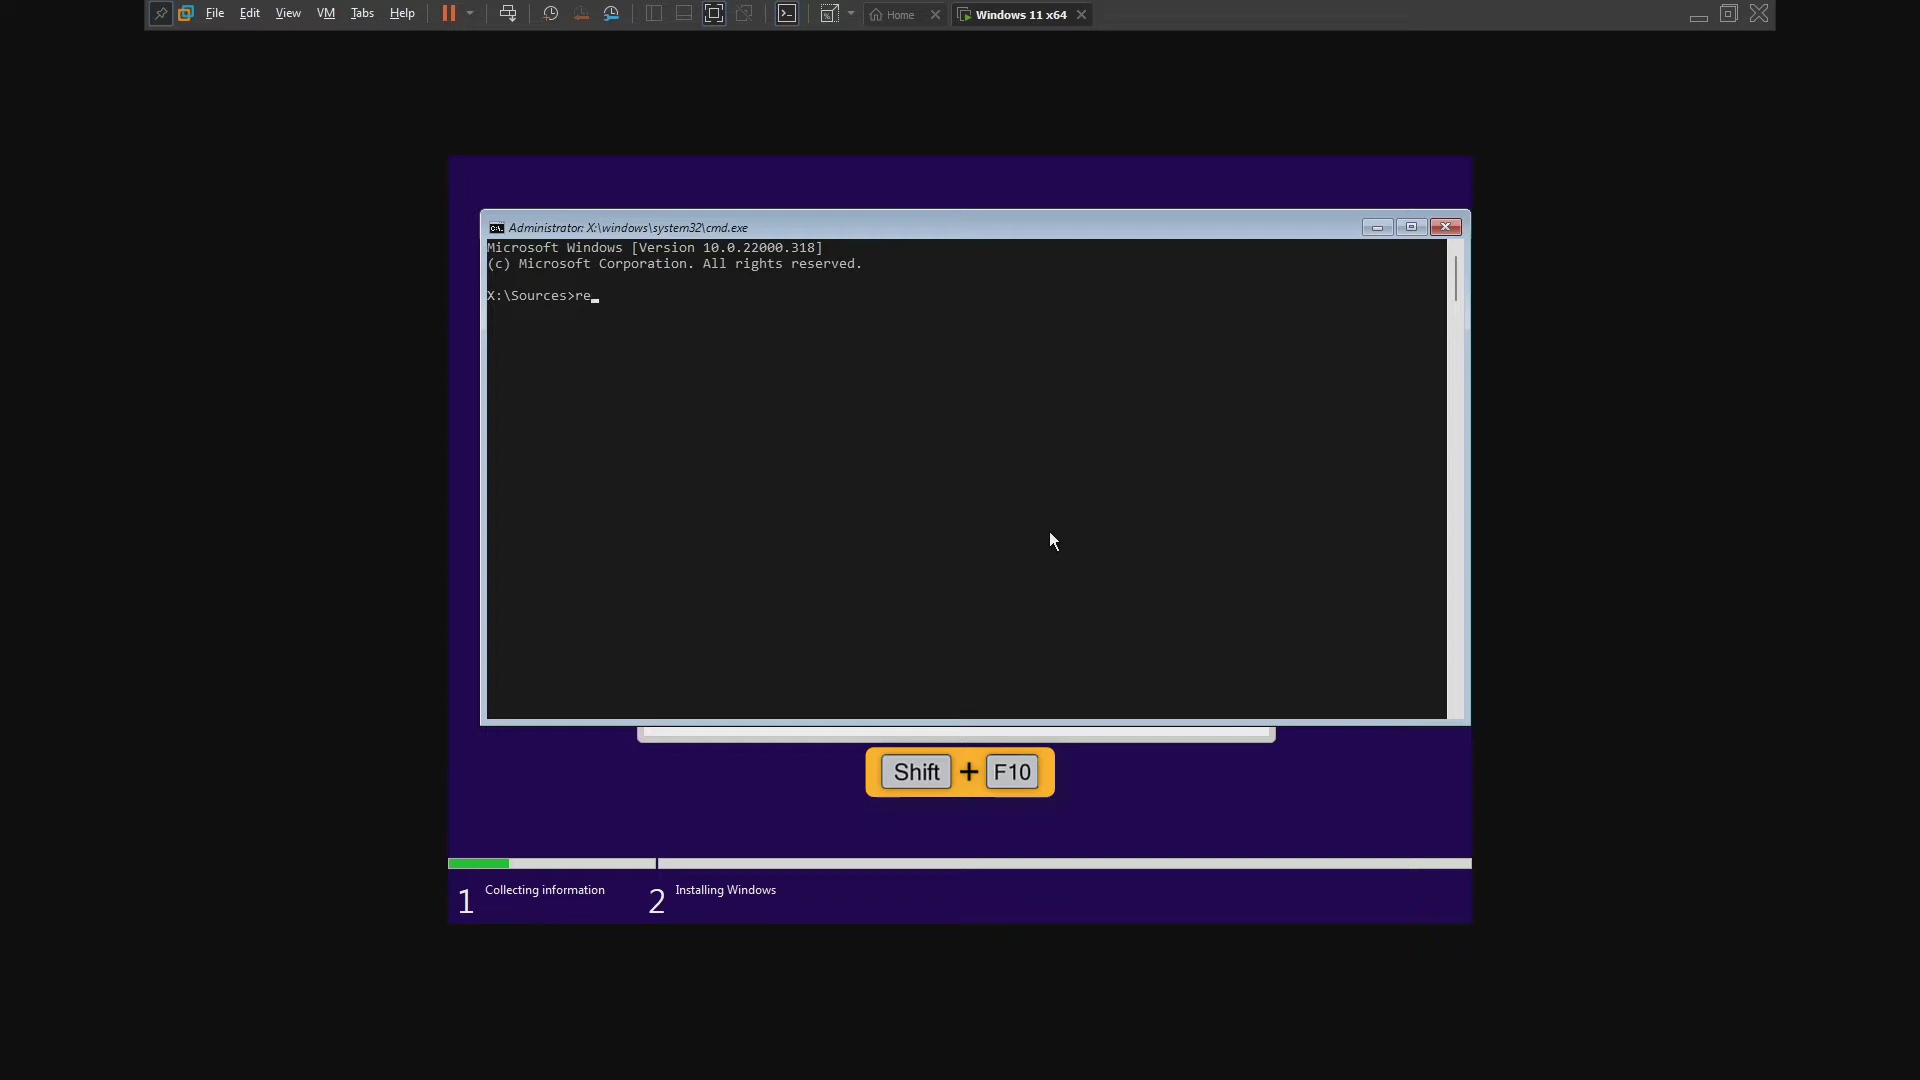 File Edit View VM Tabs Help Home Windows 11 x64
Administrator: X:\windows\system32\cmd.exe
Microsoft Windows [Version 10.0.22000.318]
(c) Microsoft Corporation. All rights reserved.
X:\Sources>re_
Shift + F10
1 Collecting information 2 Installing Windows